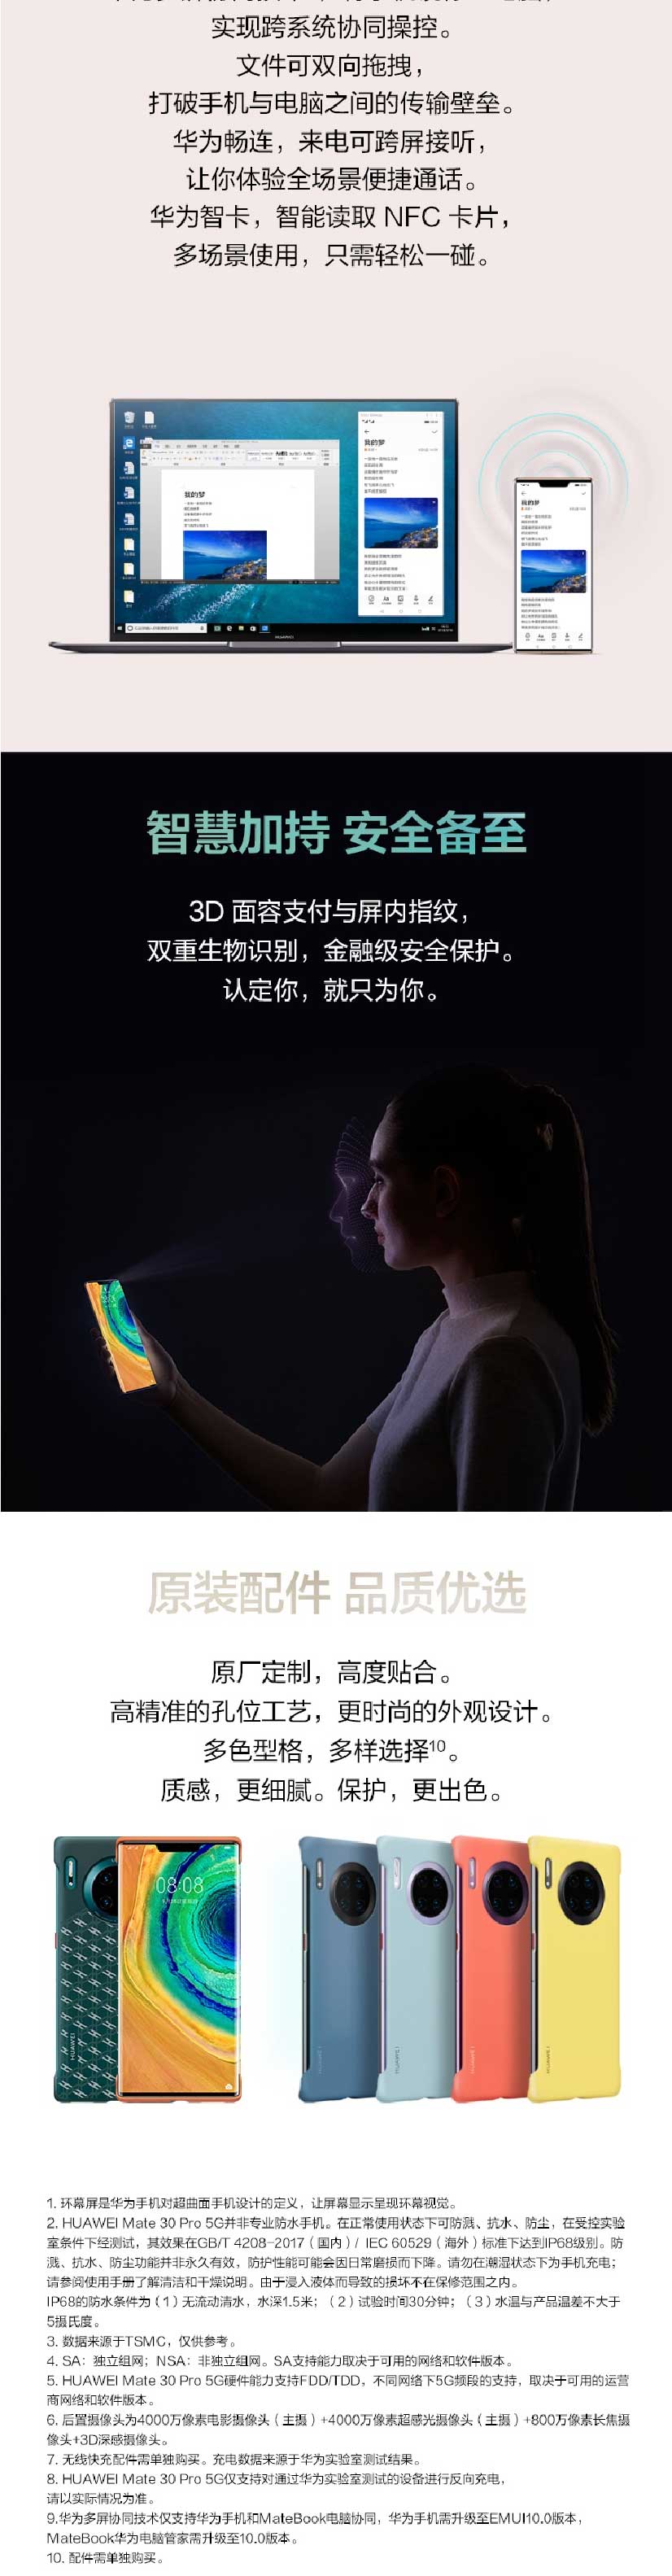 实现跨系统协同操控。
文件可双向拖拽，
打破手机与电脑之间的传输壁垒。
华为畅连，来电可跨屏接听，
让你体验全场景便捷通话。
华为智卡，智能读取 NFC 卡片，
多场景使用，只需轻松一碰。
我的梦
我的梦
我的梦
HUAWEI
智慧加持 安全备至
3D 面容支付与屏内指纹，
双重生物识别，金融级安全保护。
认定你，就只为你。
原装配件 品质优选
原厂定制，高度贴合。
高精准的孔位工艺，更时尚的外观设计。
多色型格，多样选择10。
质感，更细腻。保护，更出色。
08:08
HUAWEI
HUAWEI
HUAWEI
HUAWEI
HUAWEI
1. 环幕屏是华为手机对超曲面手机设计的定义，让屏幕显示呈现环幕视觉。
2. HUAWEI Mate 30 Pro 5G并非专业防水手机。在正常使用状态下可防溅、抗水、防尘，在受控实验
室条件下经测试，其效果在GB/T 4208-2017（国内）/ IEC 60529（海外）标准下达到IP68级别。防
溅、抗水、防尘功能并非永久有效，防护性能可能会因日常磨损而下降。请勿在潮湿状态下为手机充电；
请参阅使用手册了解清洁和干燥说明。由于浸入液体而导致的损坏不在保修范围之内。
IP68的防水条件为（1）无流动清水，水深1.5米；（2）试验时间30分钟；（3）水温与产品温差不大于
5摄氏度。
3. 数据来源于TSMC，仅供参考。
4. SA：独立组网；NSA：非独立组网。SA支持能力取决于可用的网络和软件版本。
5. HUAWEI Mate 30 Pro 5G硬件能力支持FDD/TDD，不同网络下5G频段的支持，取决于可用的运营
商网络和软件版本。
6. 后置摄像头为4000万像素电影摄像头（主摄）+4000万像素超感光摄像头（主摄）+800万像素长焦摄
像头+3D深感摄像头。
7. 无线快充配件需单独购买。充电数据来源于华为实验室测试结果。
8. HUAWEI Mate 30 Pro 5G仅支持对通过华为实验室测试的设备进行反向充电，
请以实际情况为准。
9.华为多屏协同技术仅支持华为手机和MateBook电脑协同，华为手机需升级至EMUI10.0版本，
MateBook华为电脑管家需升级至10.0版本。
10. 配件需单独购买。